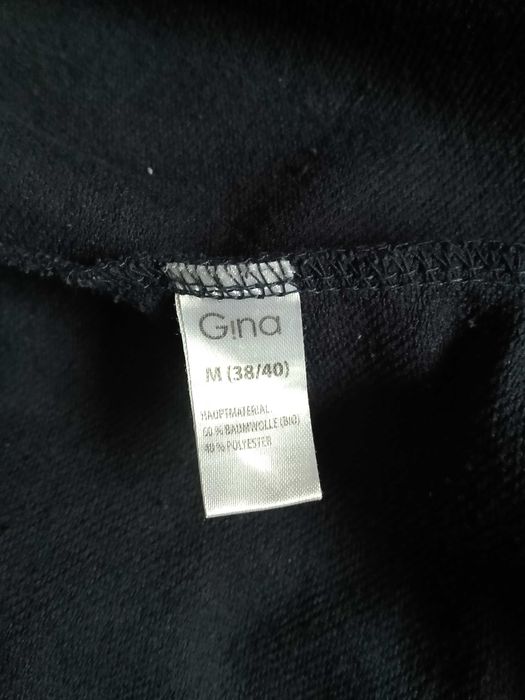 Gina
M (38/40)
HAUPTMATERIAL:
60 % BAUMWOLLE (BIO)
40 % POLYESTER